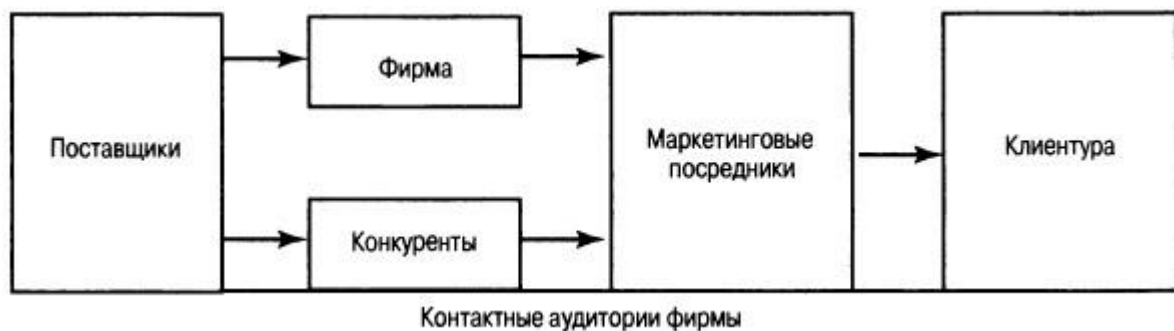 Поставщики
Фирма
Конкуренты
Маркетинговые
посредники
Клиентура
Контактные аудитории фирмы